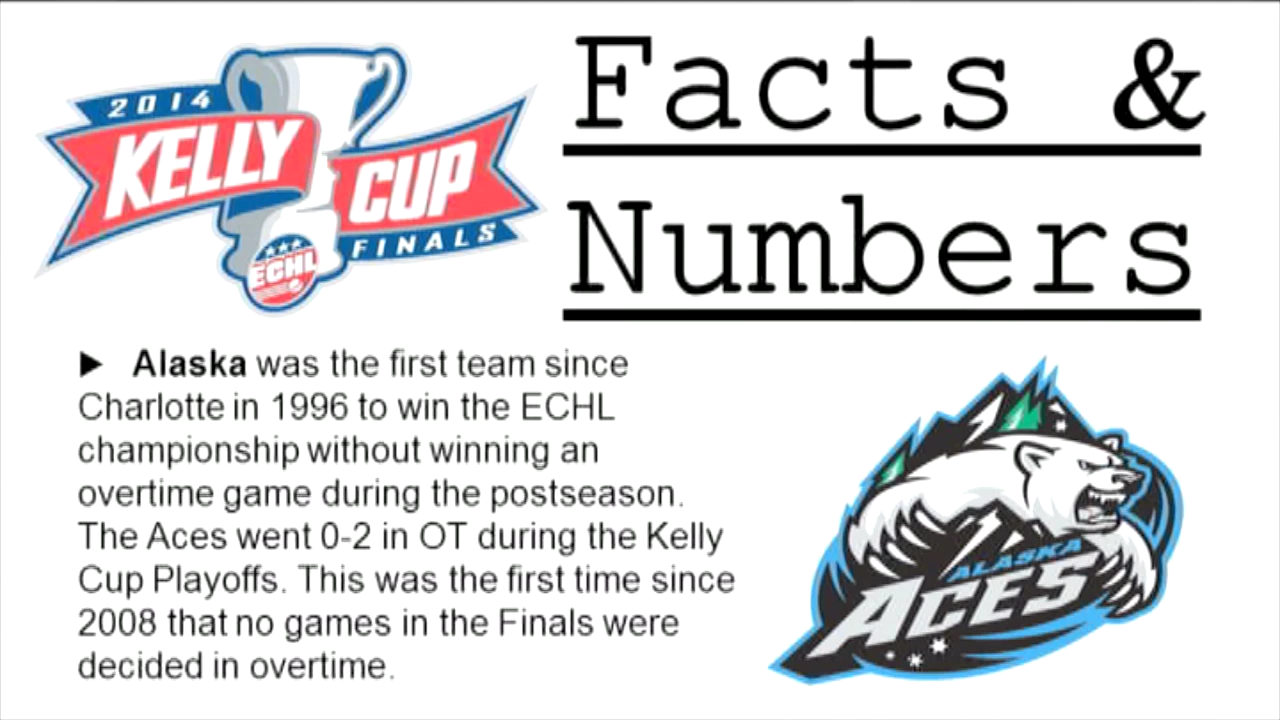 2014
KELLY CUP
FINALS
ECHL
Facts &
Numbers
► Alaska was the first team since
Charlotte in 1996 to win the ECHL
championship without winning an
overtime game during the postseason.
The Aces went 0-2 in OT during the Kelly
Cup Playoffs. This was the first time since
2008 that no games in the Finals were
decided in overtime.
ALASKA
ACES